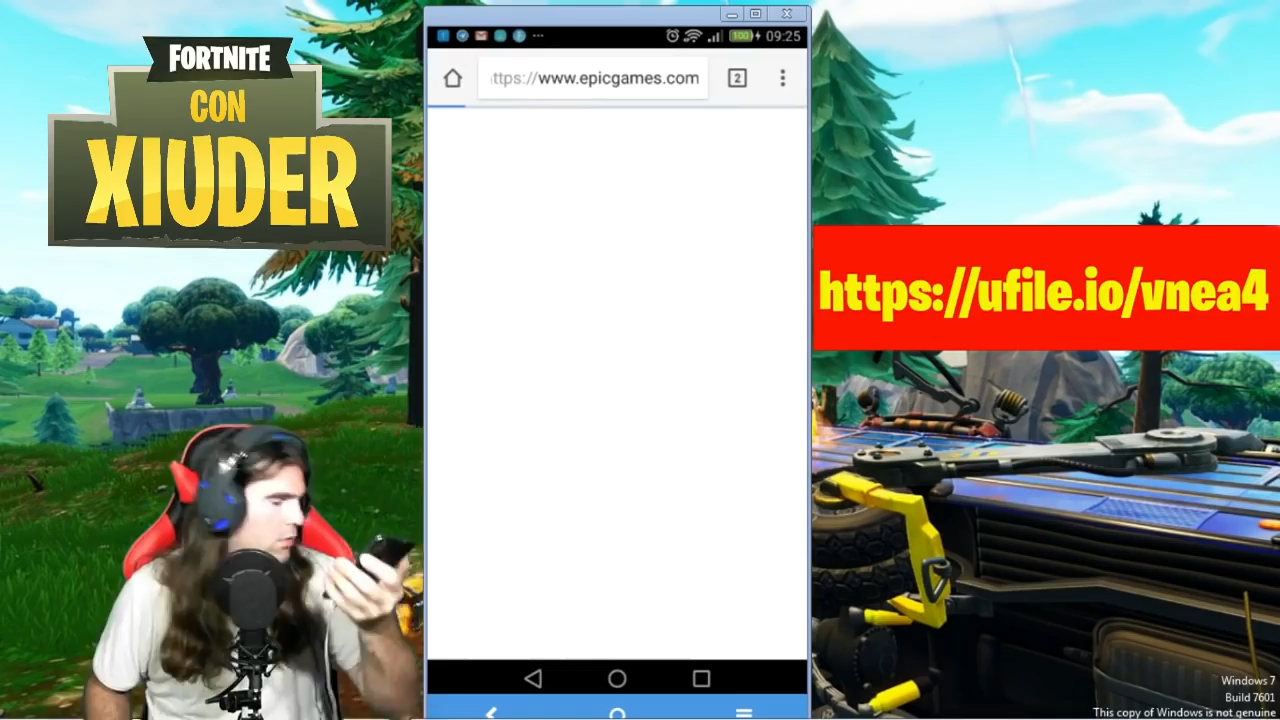 FORTNITE
CON
XIUDER
100 09:25
ttps://www.epicgames.com
2
https://ufile.io/vnea4
Windows 7
Build 7601
This copy of Windows is not genuine